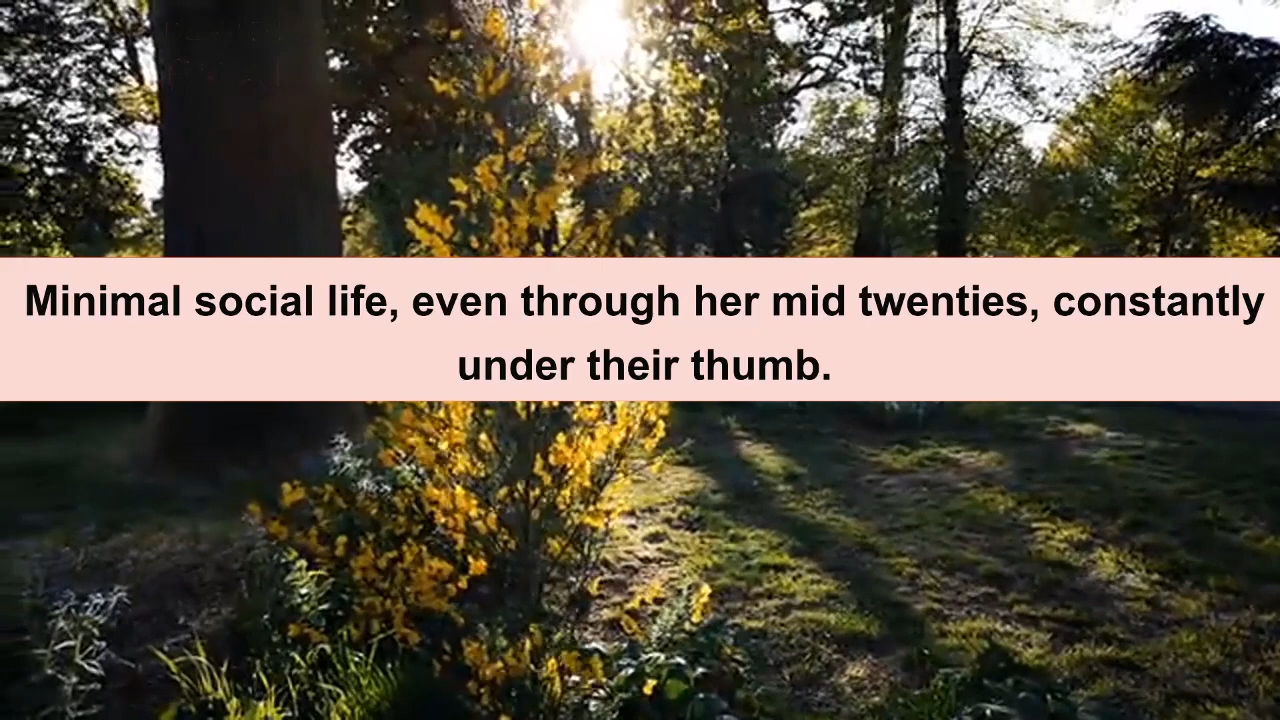 Minimal social life, even through her mid twenties, constantly
under their thumb.